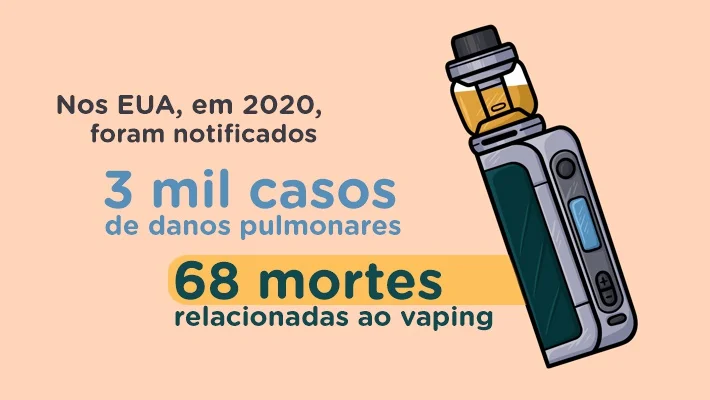 Nos EUA, em 2020,
foram notificados
3 mil casos
de danos pulmonares
68 mortes
relacionadas ao vaping